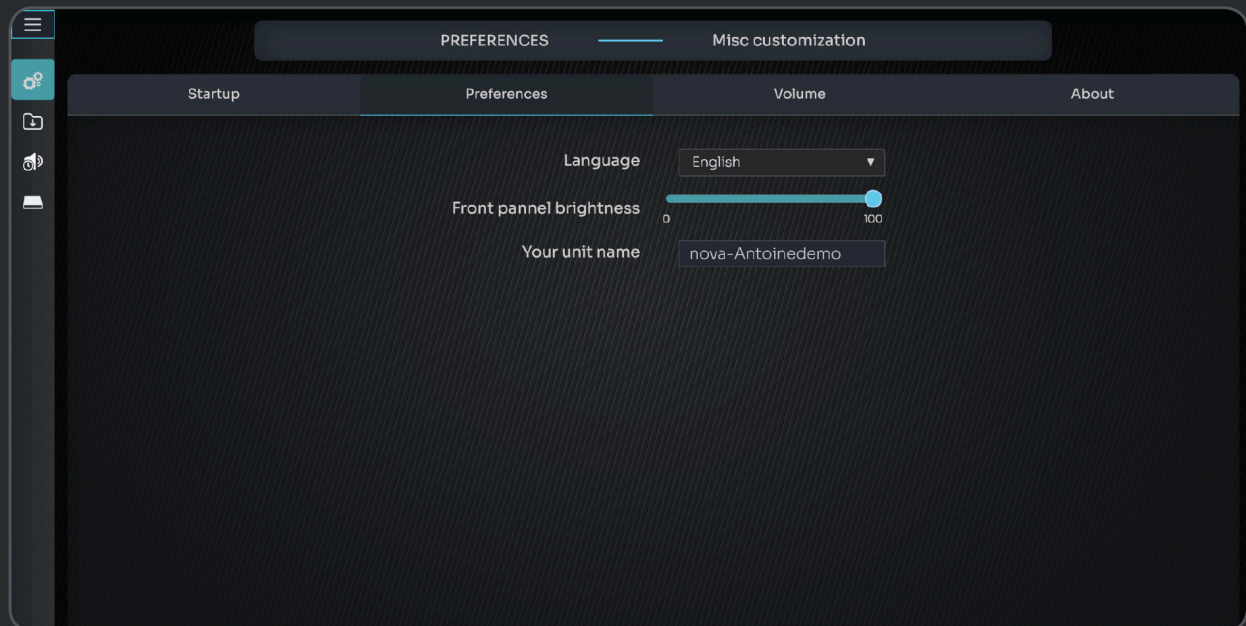 PREFERENCES Misc customization
Startup Preferences Volume About
Language English
Front pannel brightness
0 100
Your unit name nova-Antoinedemo